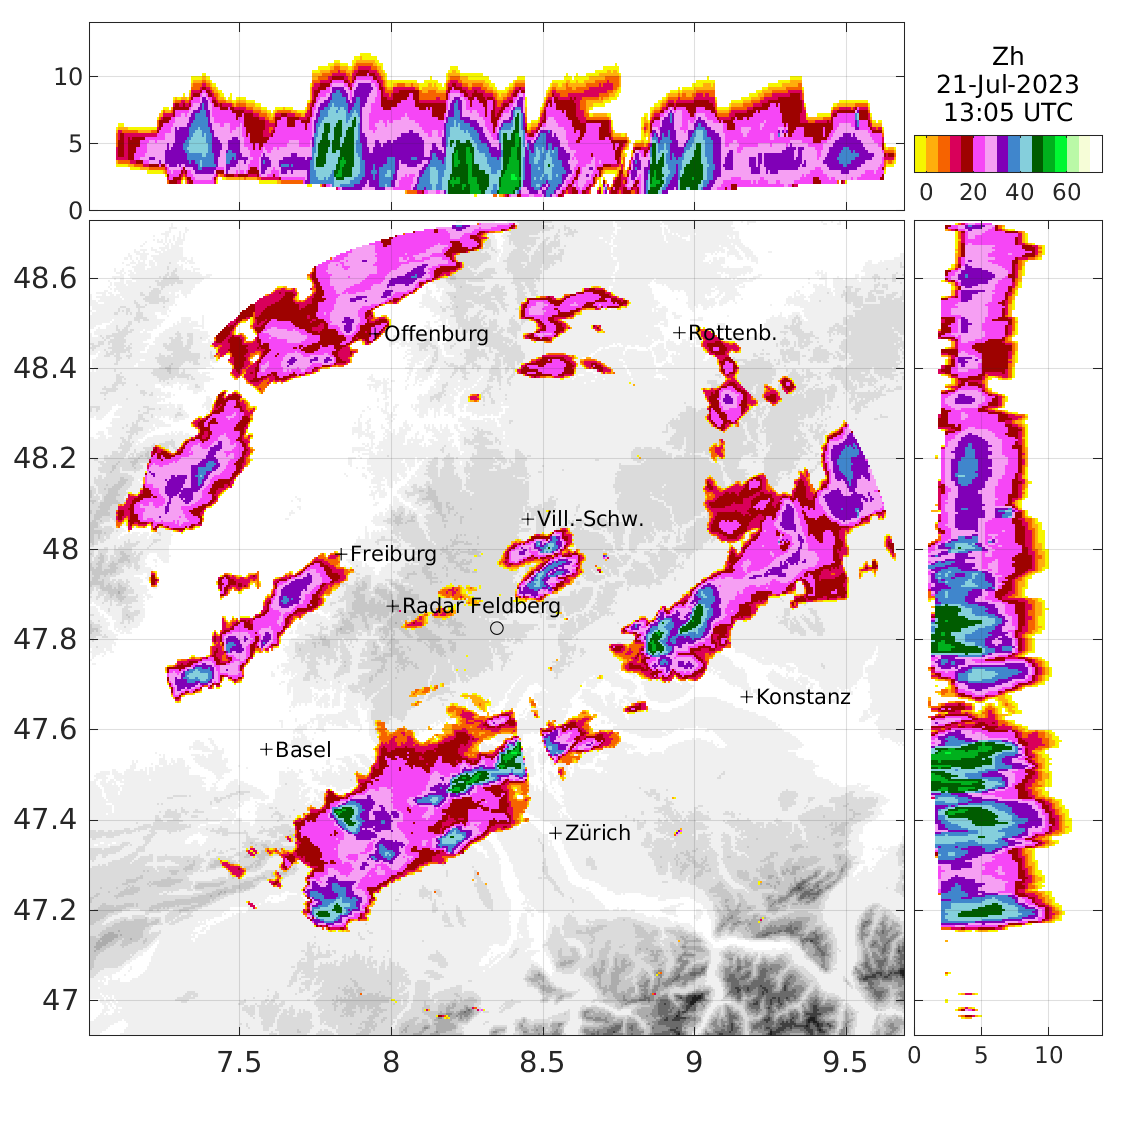 10
5
0
Zh
21-Jul-2023
13:05 UTC
0 20 40 60
48.6
48.4
48.2
48
47.8
47.6
47.4
47.2
47
+Offenburg
+Rottenb.
+Vill.-Schw.
+Freiburg
+Radar Feldberg
+Konstanz
+Basel
+Zürich
7.5 8 8.5 9 9.5
0 5 10